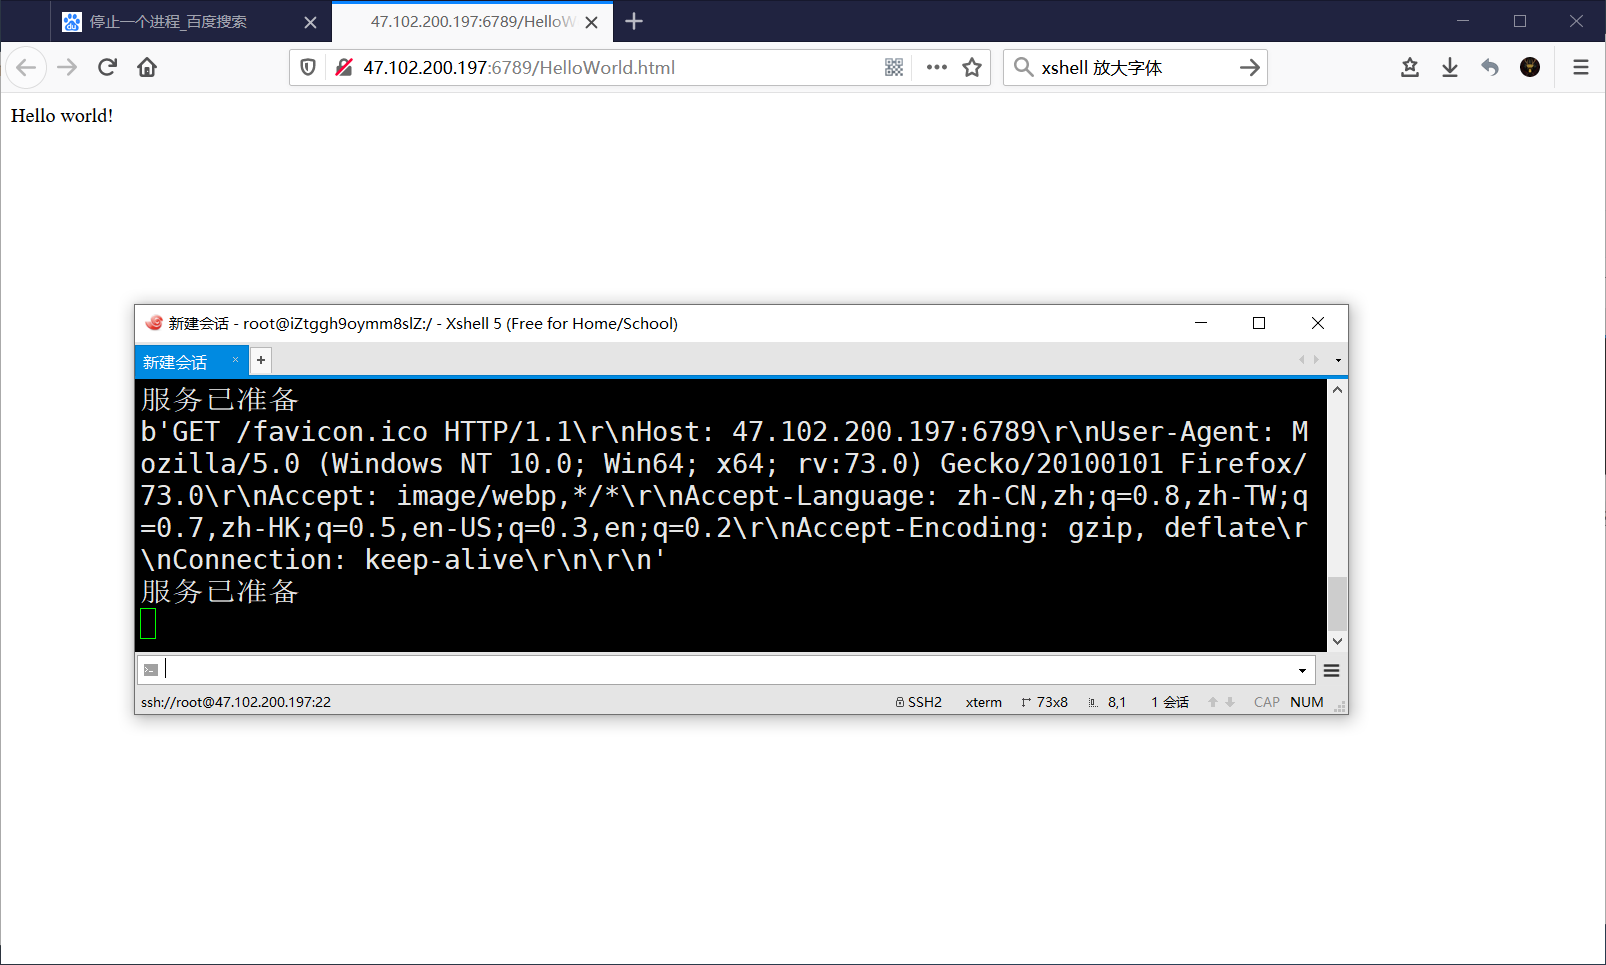 停止一个进程_百度搜索
47.102.200.197:6789/HelloW
47.102.200.197:6789/HelloWorld.html
xshell 放大字体
Hello world!
新建会话 - root@iZtggh9oymm8slZ:/ - Xshell 5 (Free for Home/School)
新建会话
服务已准备
b'GET /favicon.ico HTTP/1.1\r\nHost: 47.102.200.197:6789\r\nUser-Agent: M
ozilla/5.0 (Windows NT 10.0; Win64; x64; rv:73.0) Gecko/20100101 Firefox/
73.0\r\nAccept: image/webp,*/*\r\nAccept-Language: zh-CN,zh;q=0.8,zh-TW;q
=0.7,zh-HK;q=0.5,en-US;q=0.3,en;q=0.2\r\nAccept-Encoding: gzip, deflate\r
\nConnection: keep-alive\r\n\r\n'
服务已准备
ssh://root@47.102.200.197:22 SSH2 xterm 73x8 8,1 1 会话 CAP NUM